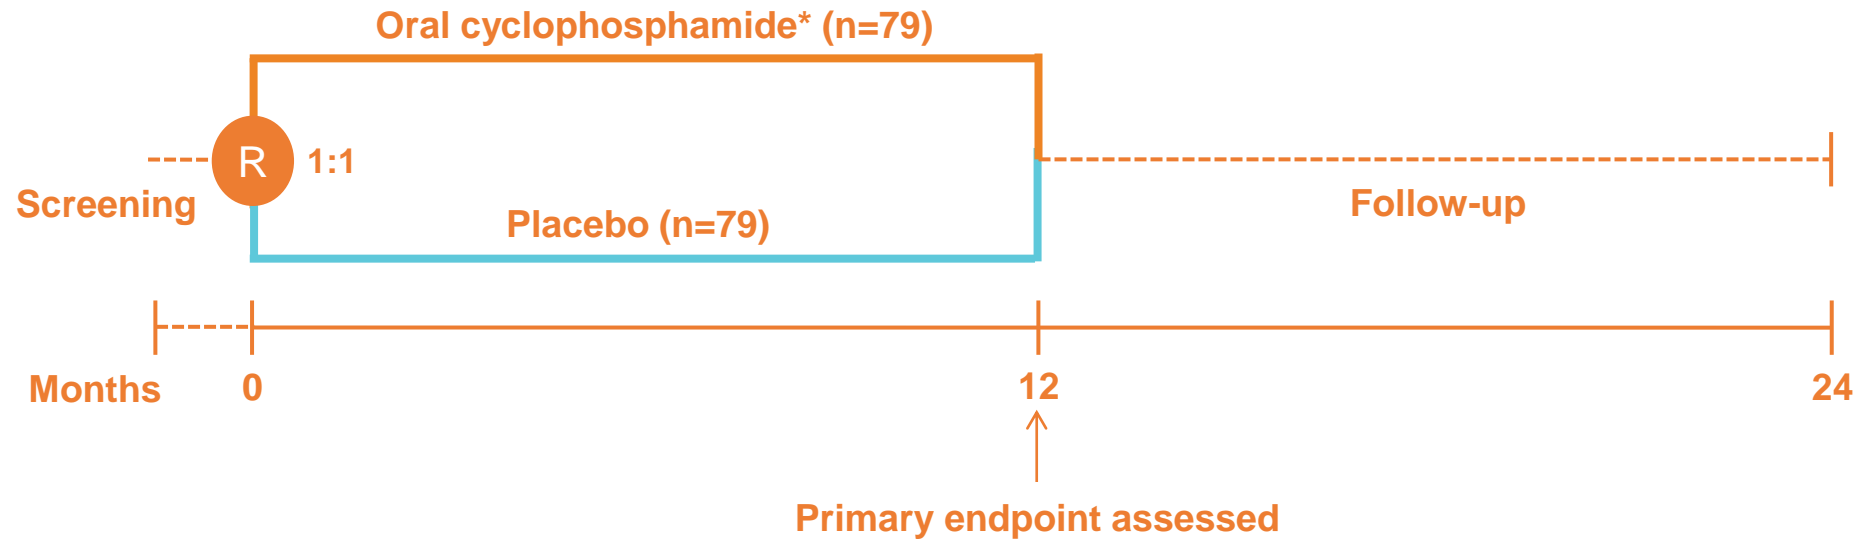 Oral cyclophosphamide* (n=79)
R
1:1
Screening
Placebo (n=79)
Follow-up
Months
0
12
24
Primary endpoint assessed